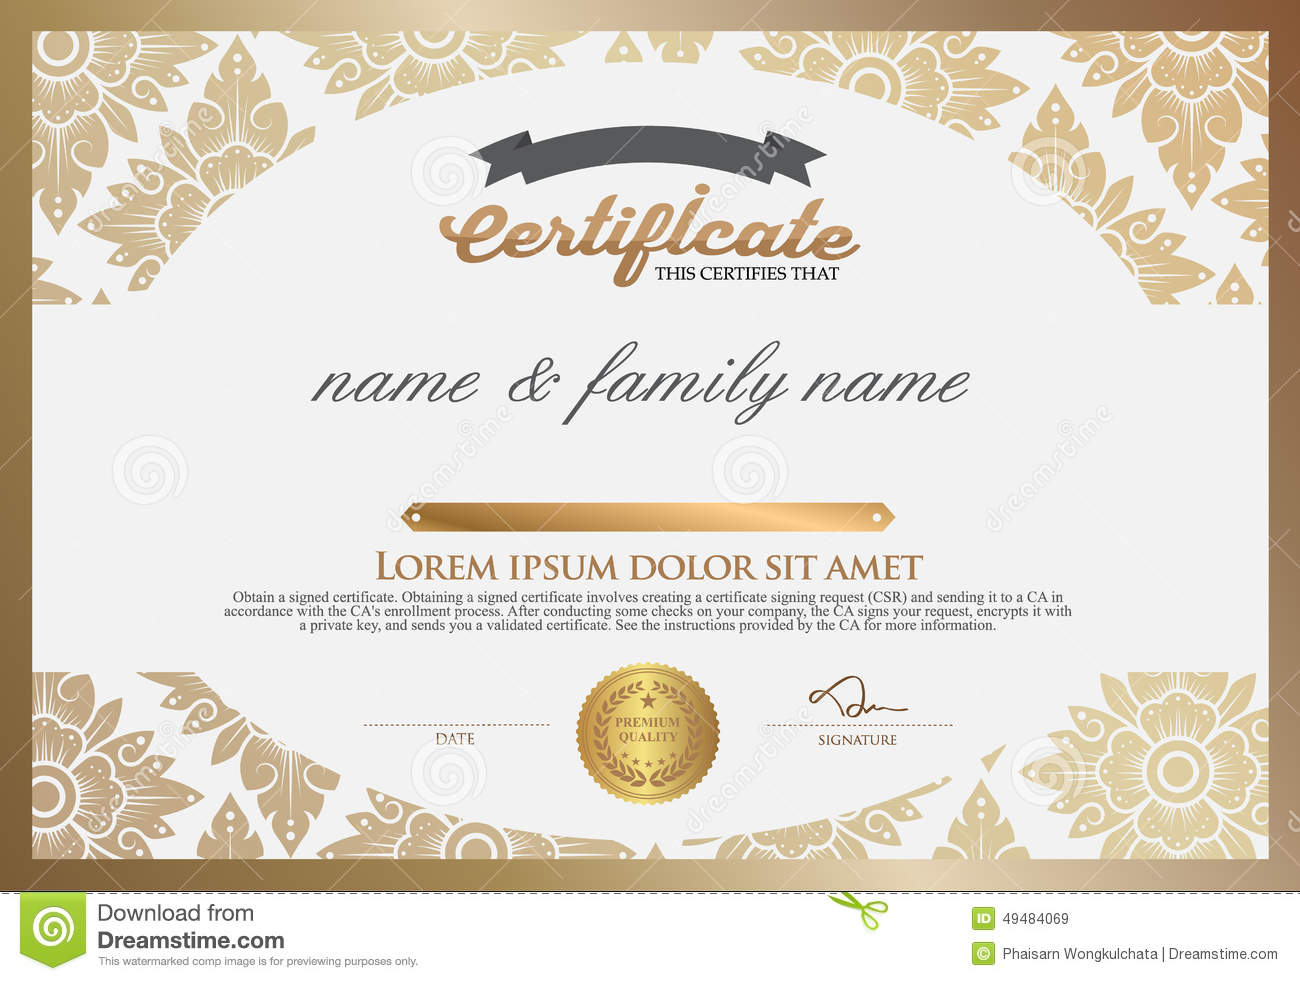 Certificate
THIS CERTIFIES THAT
name & family name
LOREM IPSUM DOLOR SIT AMET
Obtain a signed certificate. Obtaining a signed certificate involves creating a certificate signing request (CSR) and sending it to a CA in
accordance with the CA's enrollment process. After conducting some checks on your company, the CA signs your request, encrypts it with
a private key, and sends you a validated certificate. See the instructions provided by the CA for more information.
PREMIUM
QUALITY
DATE
SIGNATURE
dreamstime
Download from
Dreamstime.com
This watermarked comp image is for previewing purposes only.
ID 49484069
© Phaisarn Wongkulchata | Dreamstime.com